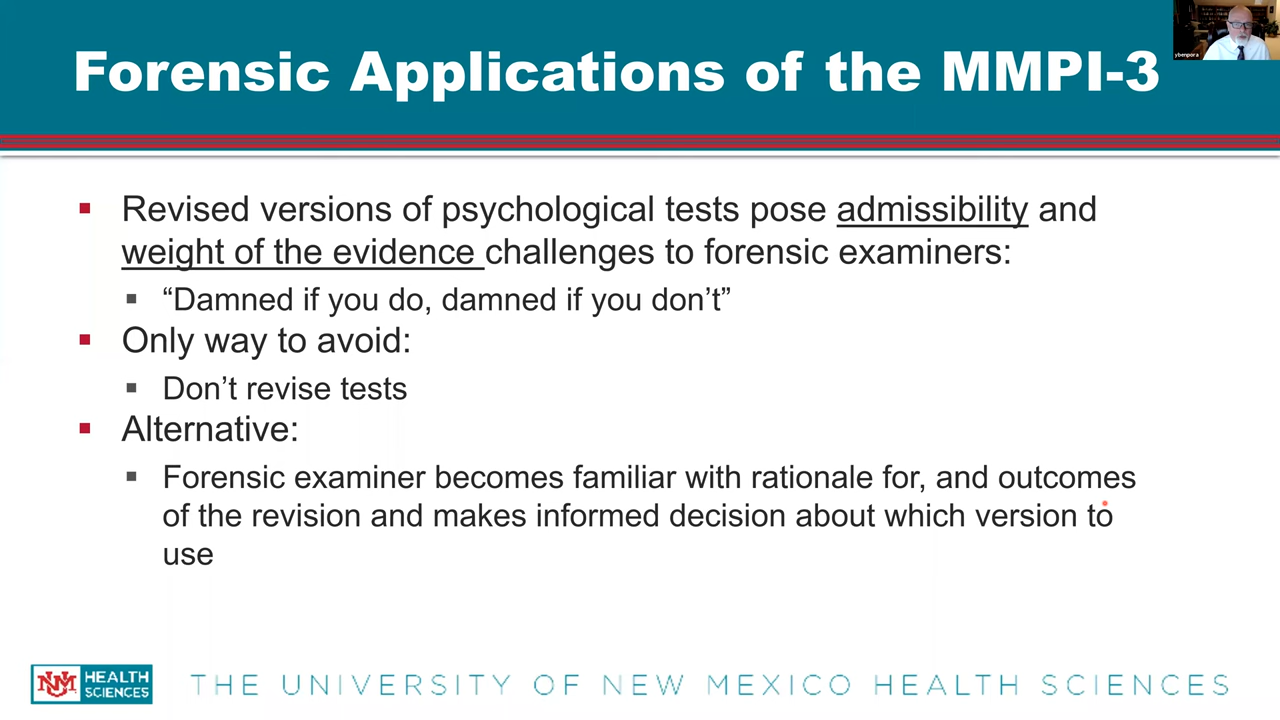 Forensic Applications of the MMPI-3
ybenpora
Revised versions of psychological tests pose admissibility and
weight of the evidence challenges to forensic examiners:
“Damned if you do, damned if you don’t”
Only way to avoid:
Don’t revise tests
Alternative:
Forensic examiner becomes familiar with rationale for, and outcomes
of the revision and makes informed decision about which version to
use
UNM HEALTH
SCIENCES
THE UNIVERSITY OF NEW MEXICO HEALTH SCIENCES